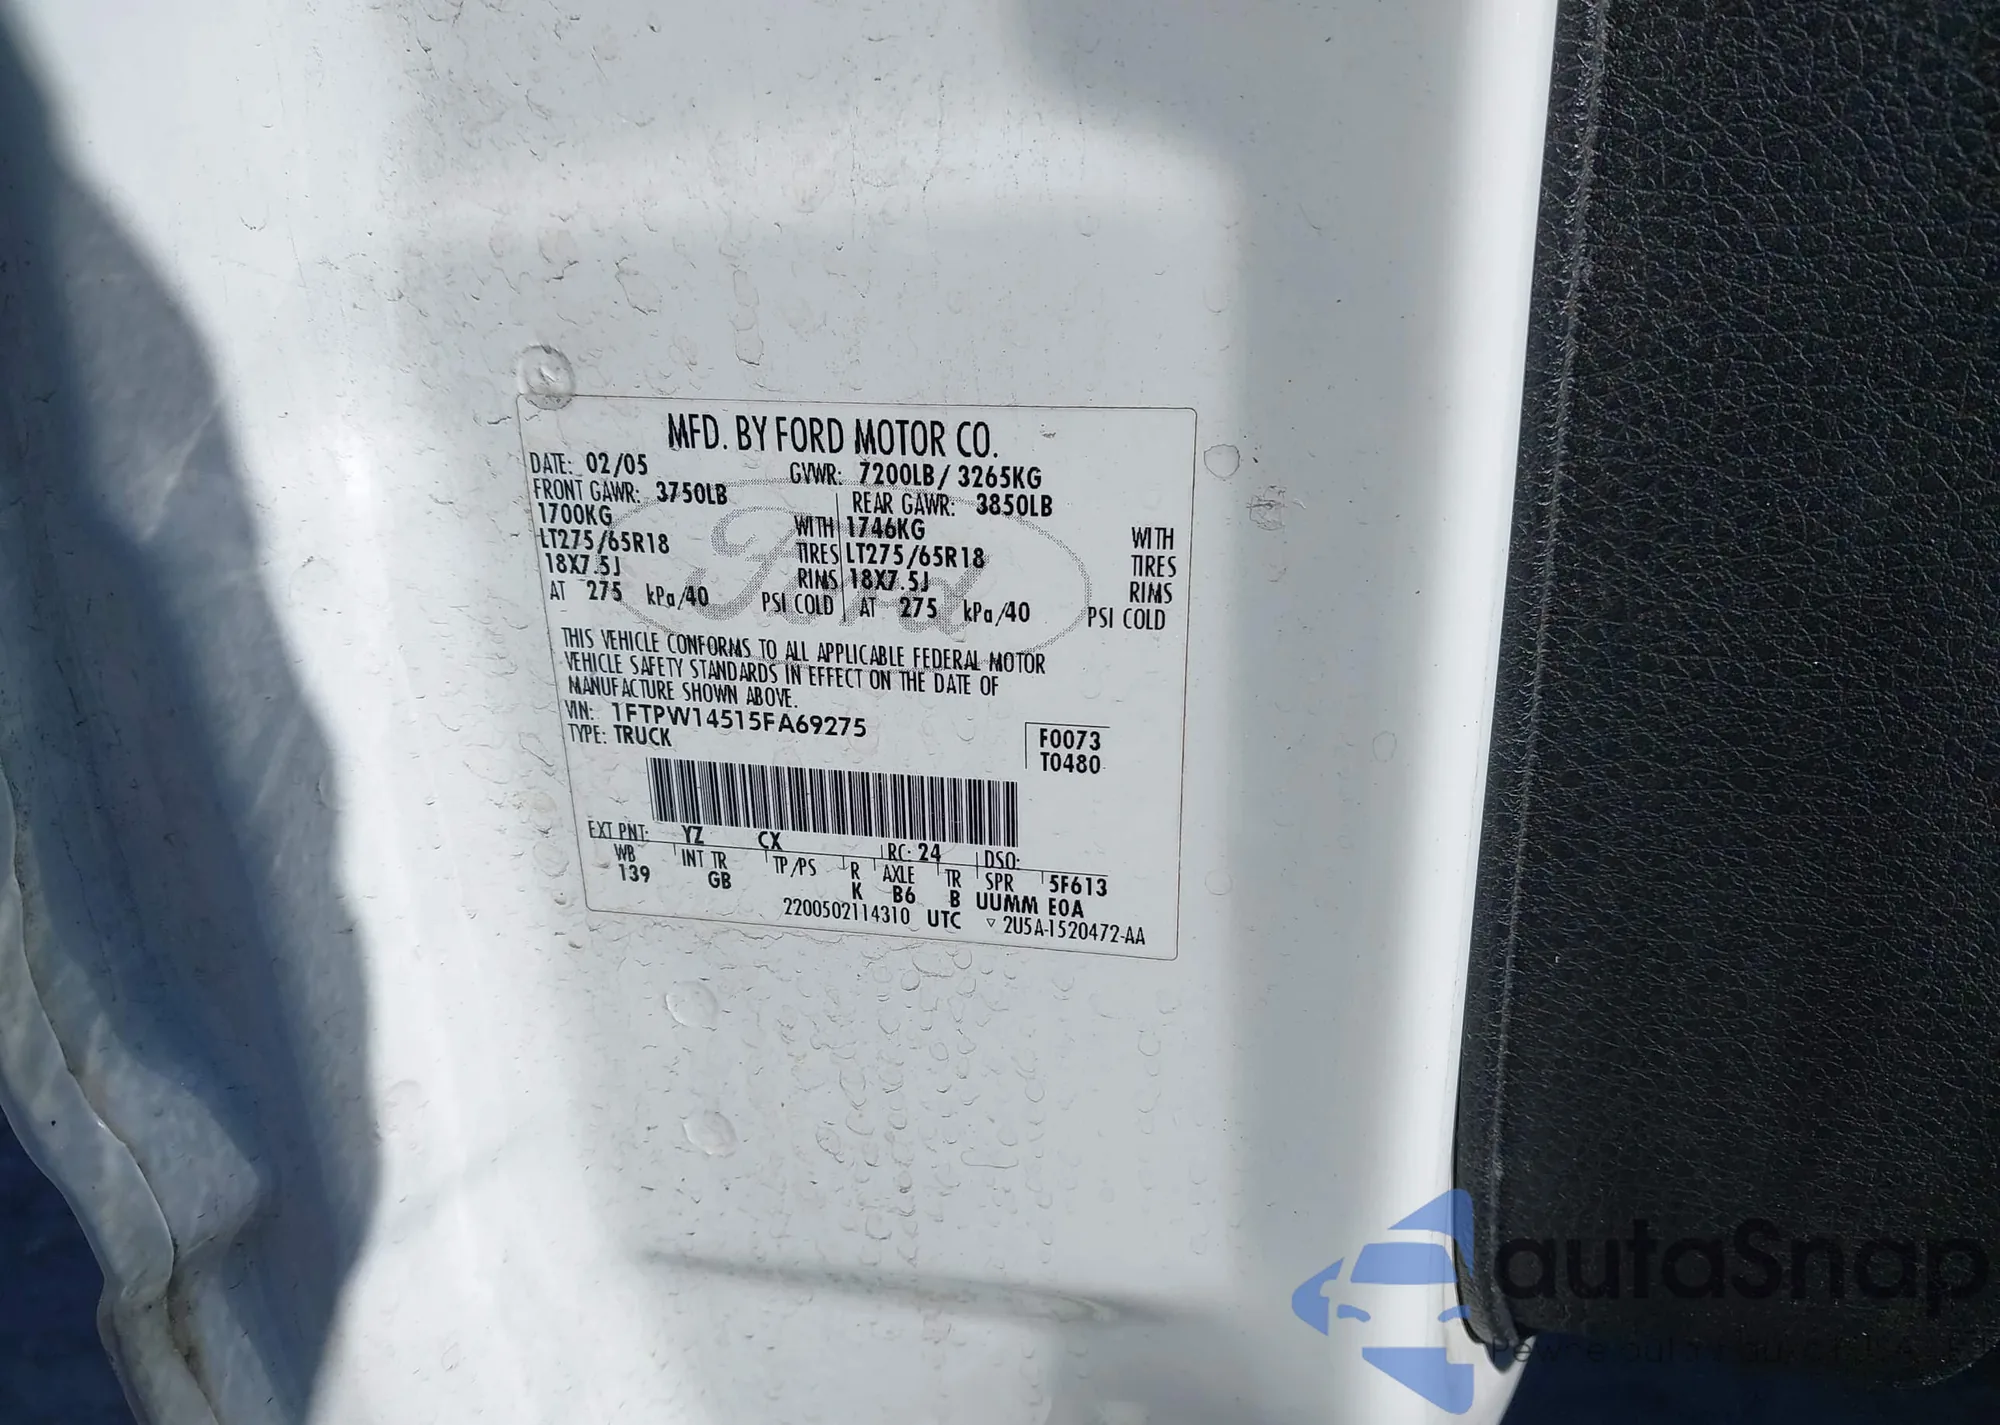 MFD. BY FORD MOTOR CO.
DATE: 02/05 GVWR: 7200LB / 3265KG
FRONT GAWR: 3750LB REAR GAWR: 3850LB
1700KG WITH 1746KG WITH
LT275/65R18 TIRES LT275/65R18 TIRES
18X7.5J RIMS 18X7.5J RIMS
AT 275 kPa/40 PSI COLD AT 275 kPa/40 PSI COLD
Ford
THIS VEHICLE CONFORMS TO ALL APPLICABLE FEDERAL MOTOR
VEHICLE SAFETY STANDARDS IN EFFECT ON THE DATE OF
MANUFACTURE SHOWN ABOVE.
VIN: 1FTPW14515FA69275
TYPE: TRUCK
F0073
T0480
EXT PNT: YZ CX RC: 24 DSO:
WB INT TR TP/PS R AXLE TR SPR 5F613
139 GB K B6 B UUMM E0A
2200502114310 UTC ▽ 2U5A-1520472-AA
autaSnap